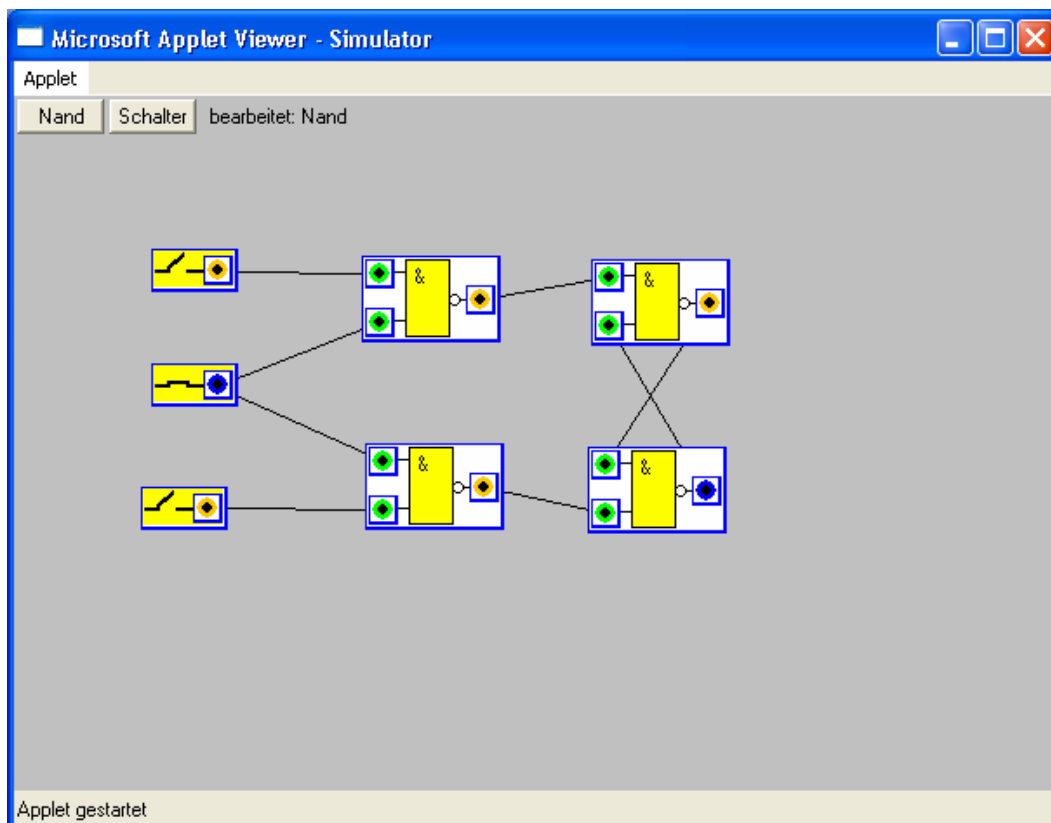 Microsoft Applet Viewer - Simulator
Applet
Nand Schalter bearbeitet: Nand
&
&
&
&
Applet gestartet